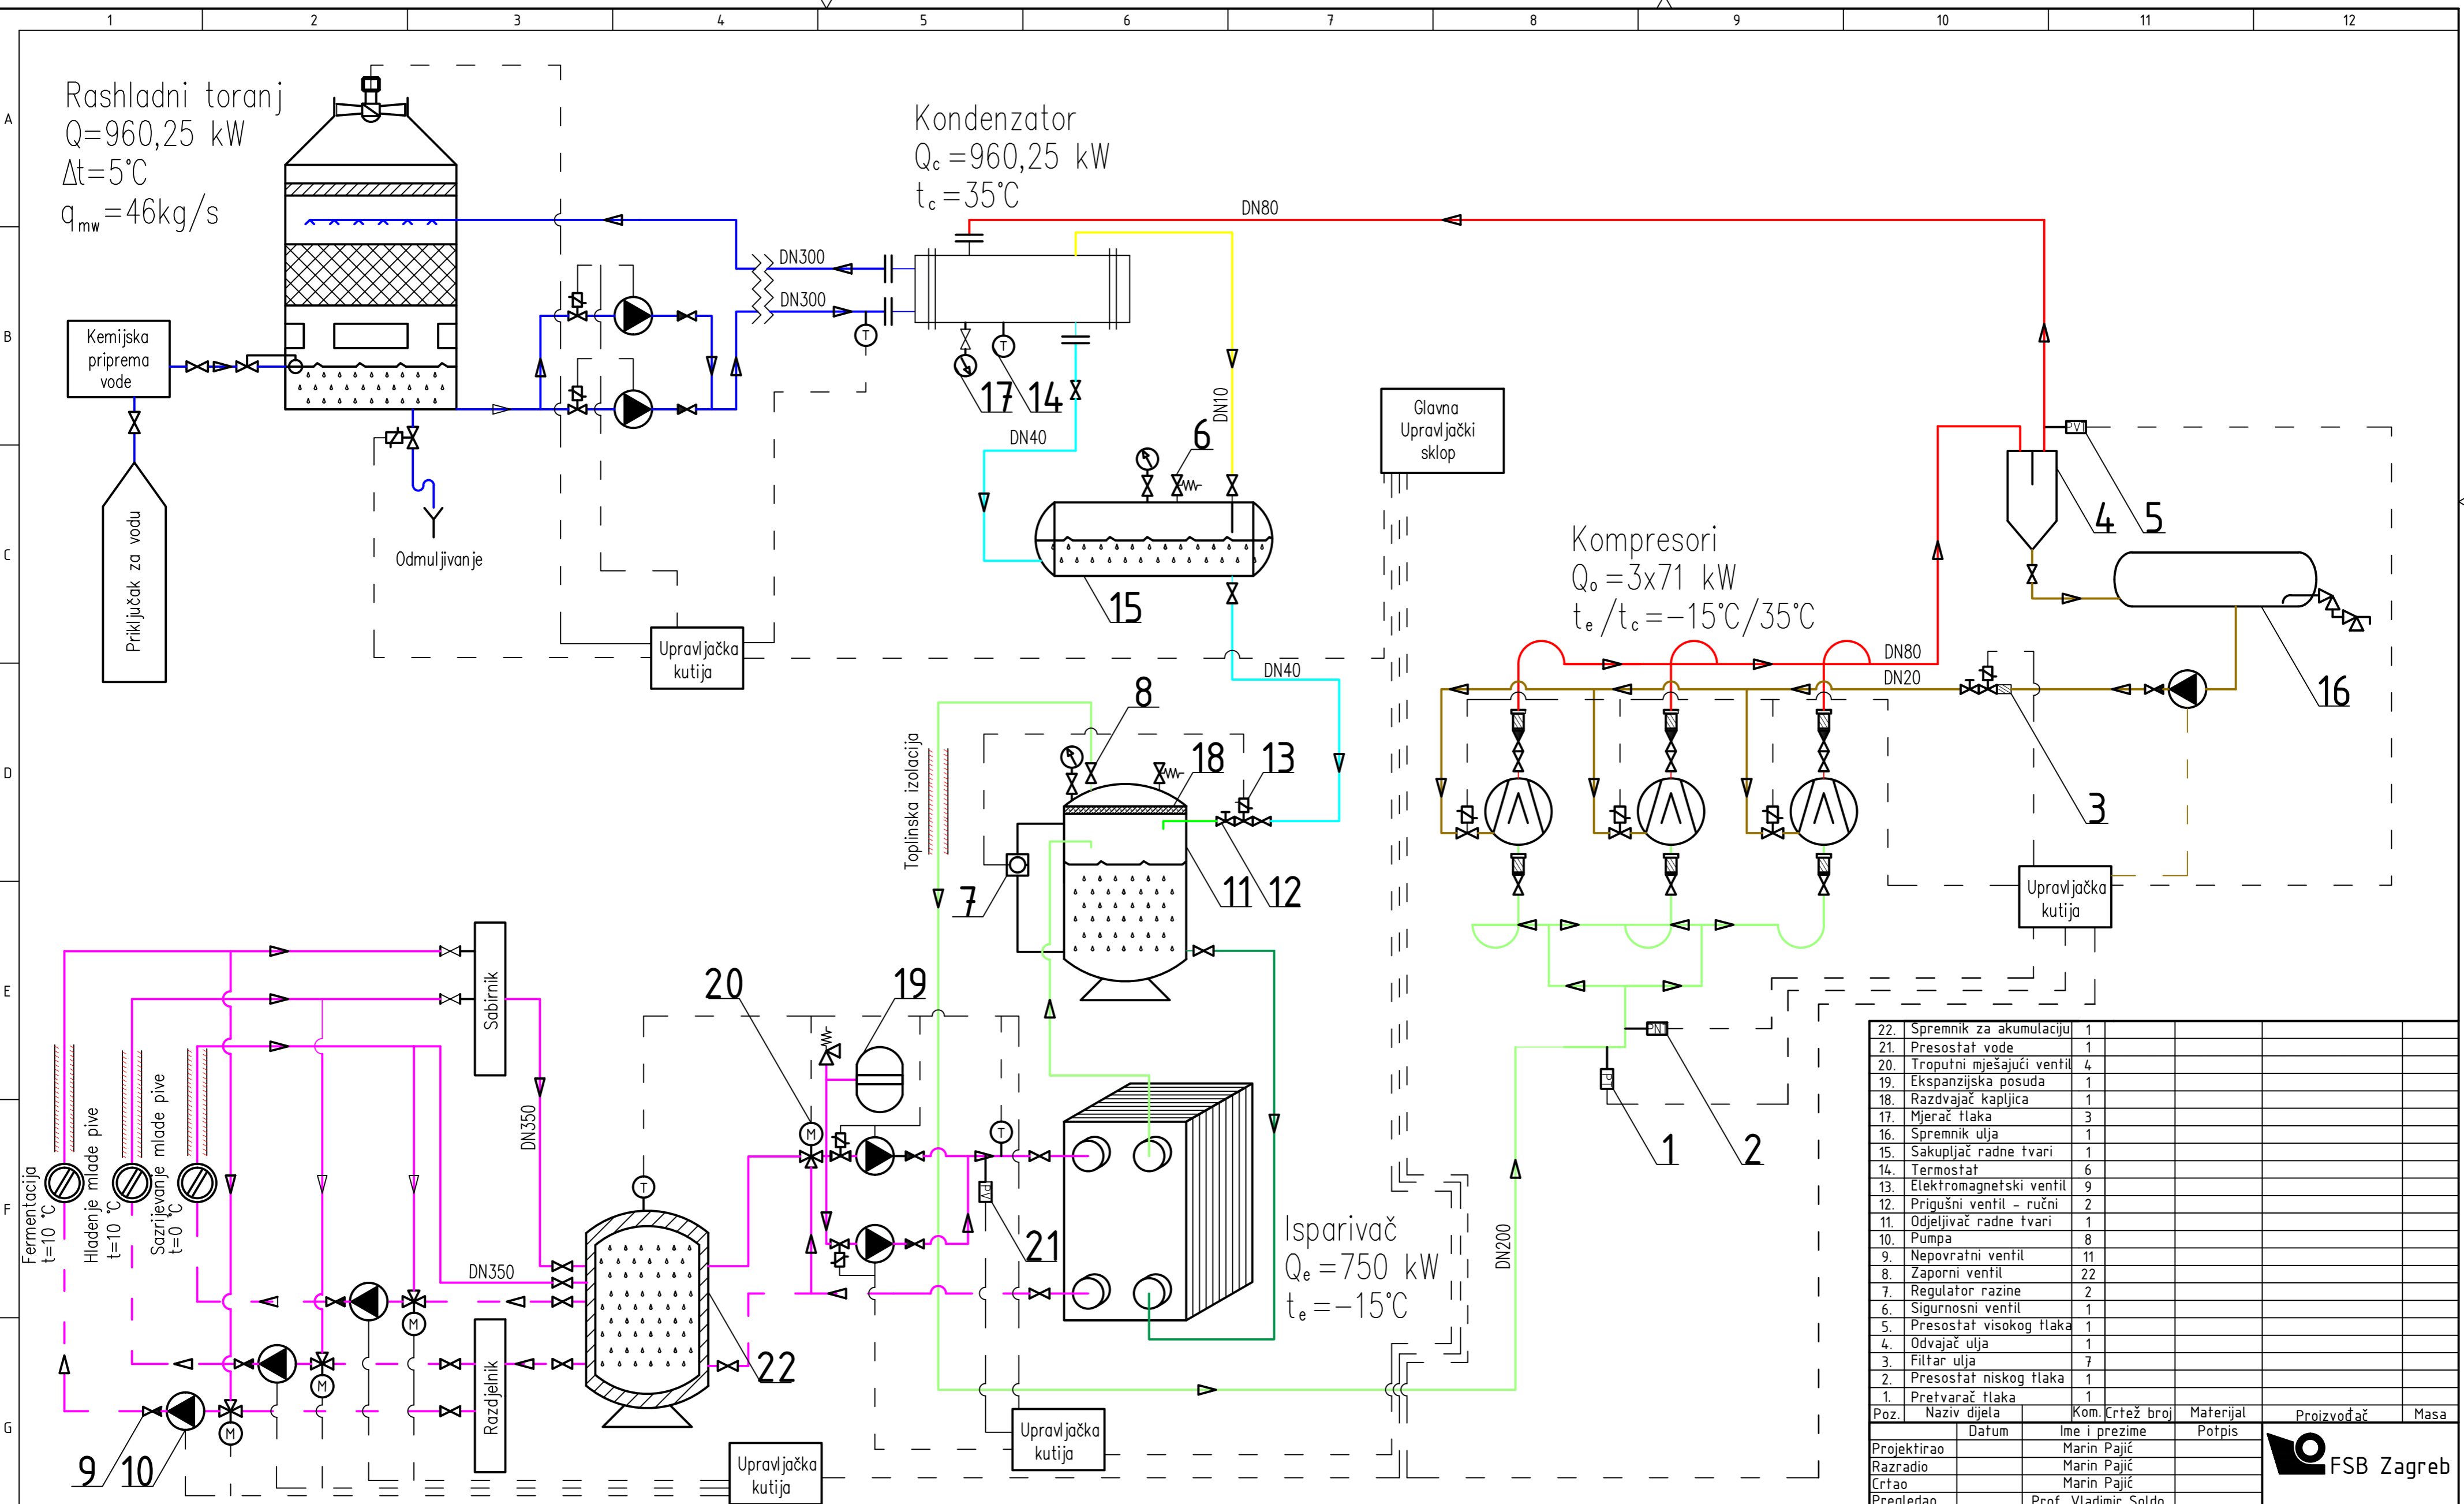 1 2 3 4 5 6 7 8 9 10 11 12
A
B
C
D
E
F
G
Rashladni toranj
Q=960,25 kW
Δt=5°C
qmw=46kg/s
Kondenzator
Qc=960,25 kW
tc=35°C
DN80
DN300
DN300
T
T
17 14
DN40
DN10
6
15
Kemijska
priprema
vode
Priključak za vodu
Odmuljivanje
Upravljačka
kutija
Glavna
Upravljački
sklop
Kompresori
Qo=3x71 kW
te/tc=-15°C/35°C
PVT
4 5
DN80
DN20
16
3
DN40
8
18 13
Toplinska izolacija
7
11 12
Upravljačka
kutija
Sabirnik
20
19
PNT
1 2
DN350
Fermentacija
t=10 °C
Hladenje mlade pive
t=10 °C
Sazrijevanje mlade pive
t=0 °C
M
T
T
PV
21
Isparivač
Qe=750 kW
te=-15°C
DN200
DN350
M
M
M
22
Razdjelnik
9 10
Upravljačka
kutija
Upravljačka
kutija
22. Spremnik za akumulaciju 1
21. Presostat vode 1
20. Troputni mješajući ventil 4
19. Ekspanzijska posuda 1
18. Razdvajač kapljica 1
17. Mjerač tlaka 3
16. Spremnik ulja 1
15. Sakupljač radne tvari 1
14. Termostat 6
13. Elektromagnetski ventil 9
12. Prigušni ventil - ručni 2
11. Odjeljivač radne tvari 1
10. Pumpa 8
9. Nepovratni ventil 11
8. Zaporni ventil 22
7. Regulator razine 2
6. Sigurnosni ventil 1
5. Presostat visokog tlaka 1
4. Odvajač ulja 1
3. Filtar ulja 7
2. Presostat niskog tlaka 1
1. Pretvarač tlaka 1
Poz. Naziv dijela Kom. Crtež broj Materijal Proizvođač Masa
Datum Ime i prezime Potpis
Projektirao Marin Pajić
Razradio Marin Pajić
Crtao Marin Pajić
Pregledao Prof. Vladimir Soldo
FSB Zagreb